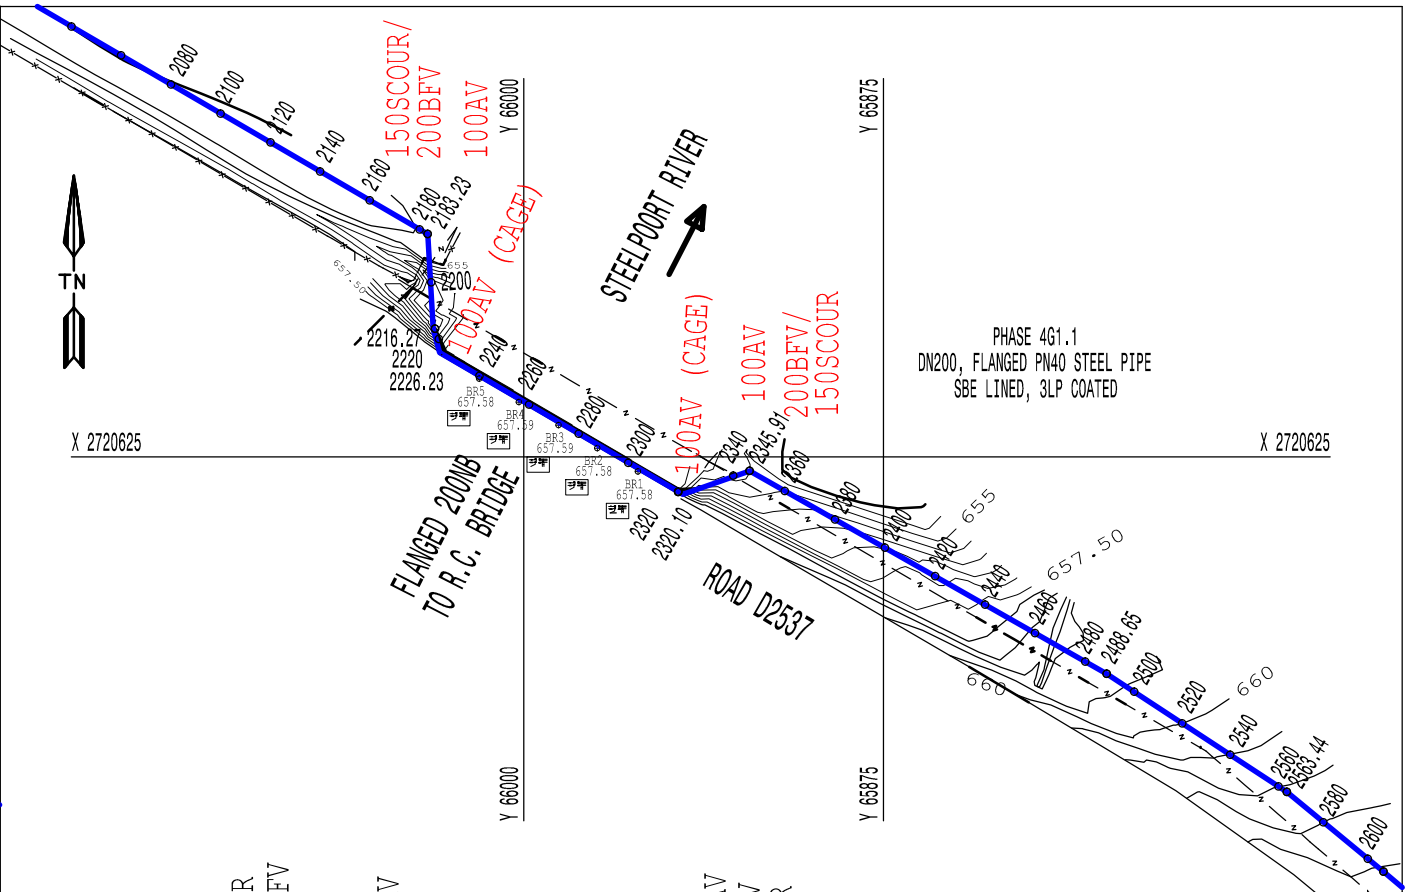 2080
2100
2120
2140
2160
2180
2183.23
150SCOUR/
200BFV
100AV
Y 66000
Y 65875
STEELPOORT RIVER
TN
657.50
655
2200
100AV (CAGE)
2216.27
2220
2226.23
2240
2260
2280
2300
BR5
657.58
BR4
657.59
BR3
657.59
BR2
657.58
BR1
657.58
100AV (CAGE)
100AV
200BFV/
150SCOUR
PHASE 4G1.1
DN200, FLANGED PN40 STEEL PIPE
SBE LINED, 3LP COATED
X 2720625
X 2720625
FLANGED 200NB
TO R.C. BRIDGE
2320
2320.10
2340
2345.91
2360
2380
2400
2420
2440
2460
2480
2488.65
2500
2520
2540
2560
2563.44
2580
2600
655
657.50
660
660
ROAD D2537
Y 66000
Y 65875